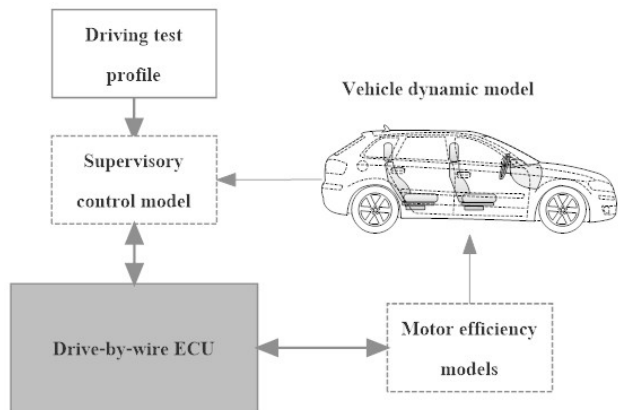 Driving test
profile
Vehicle dynamic model
Supervisory
control model
Drive-by-wire ECU
Motor efficiency
models